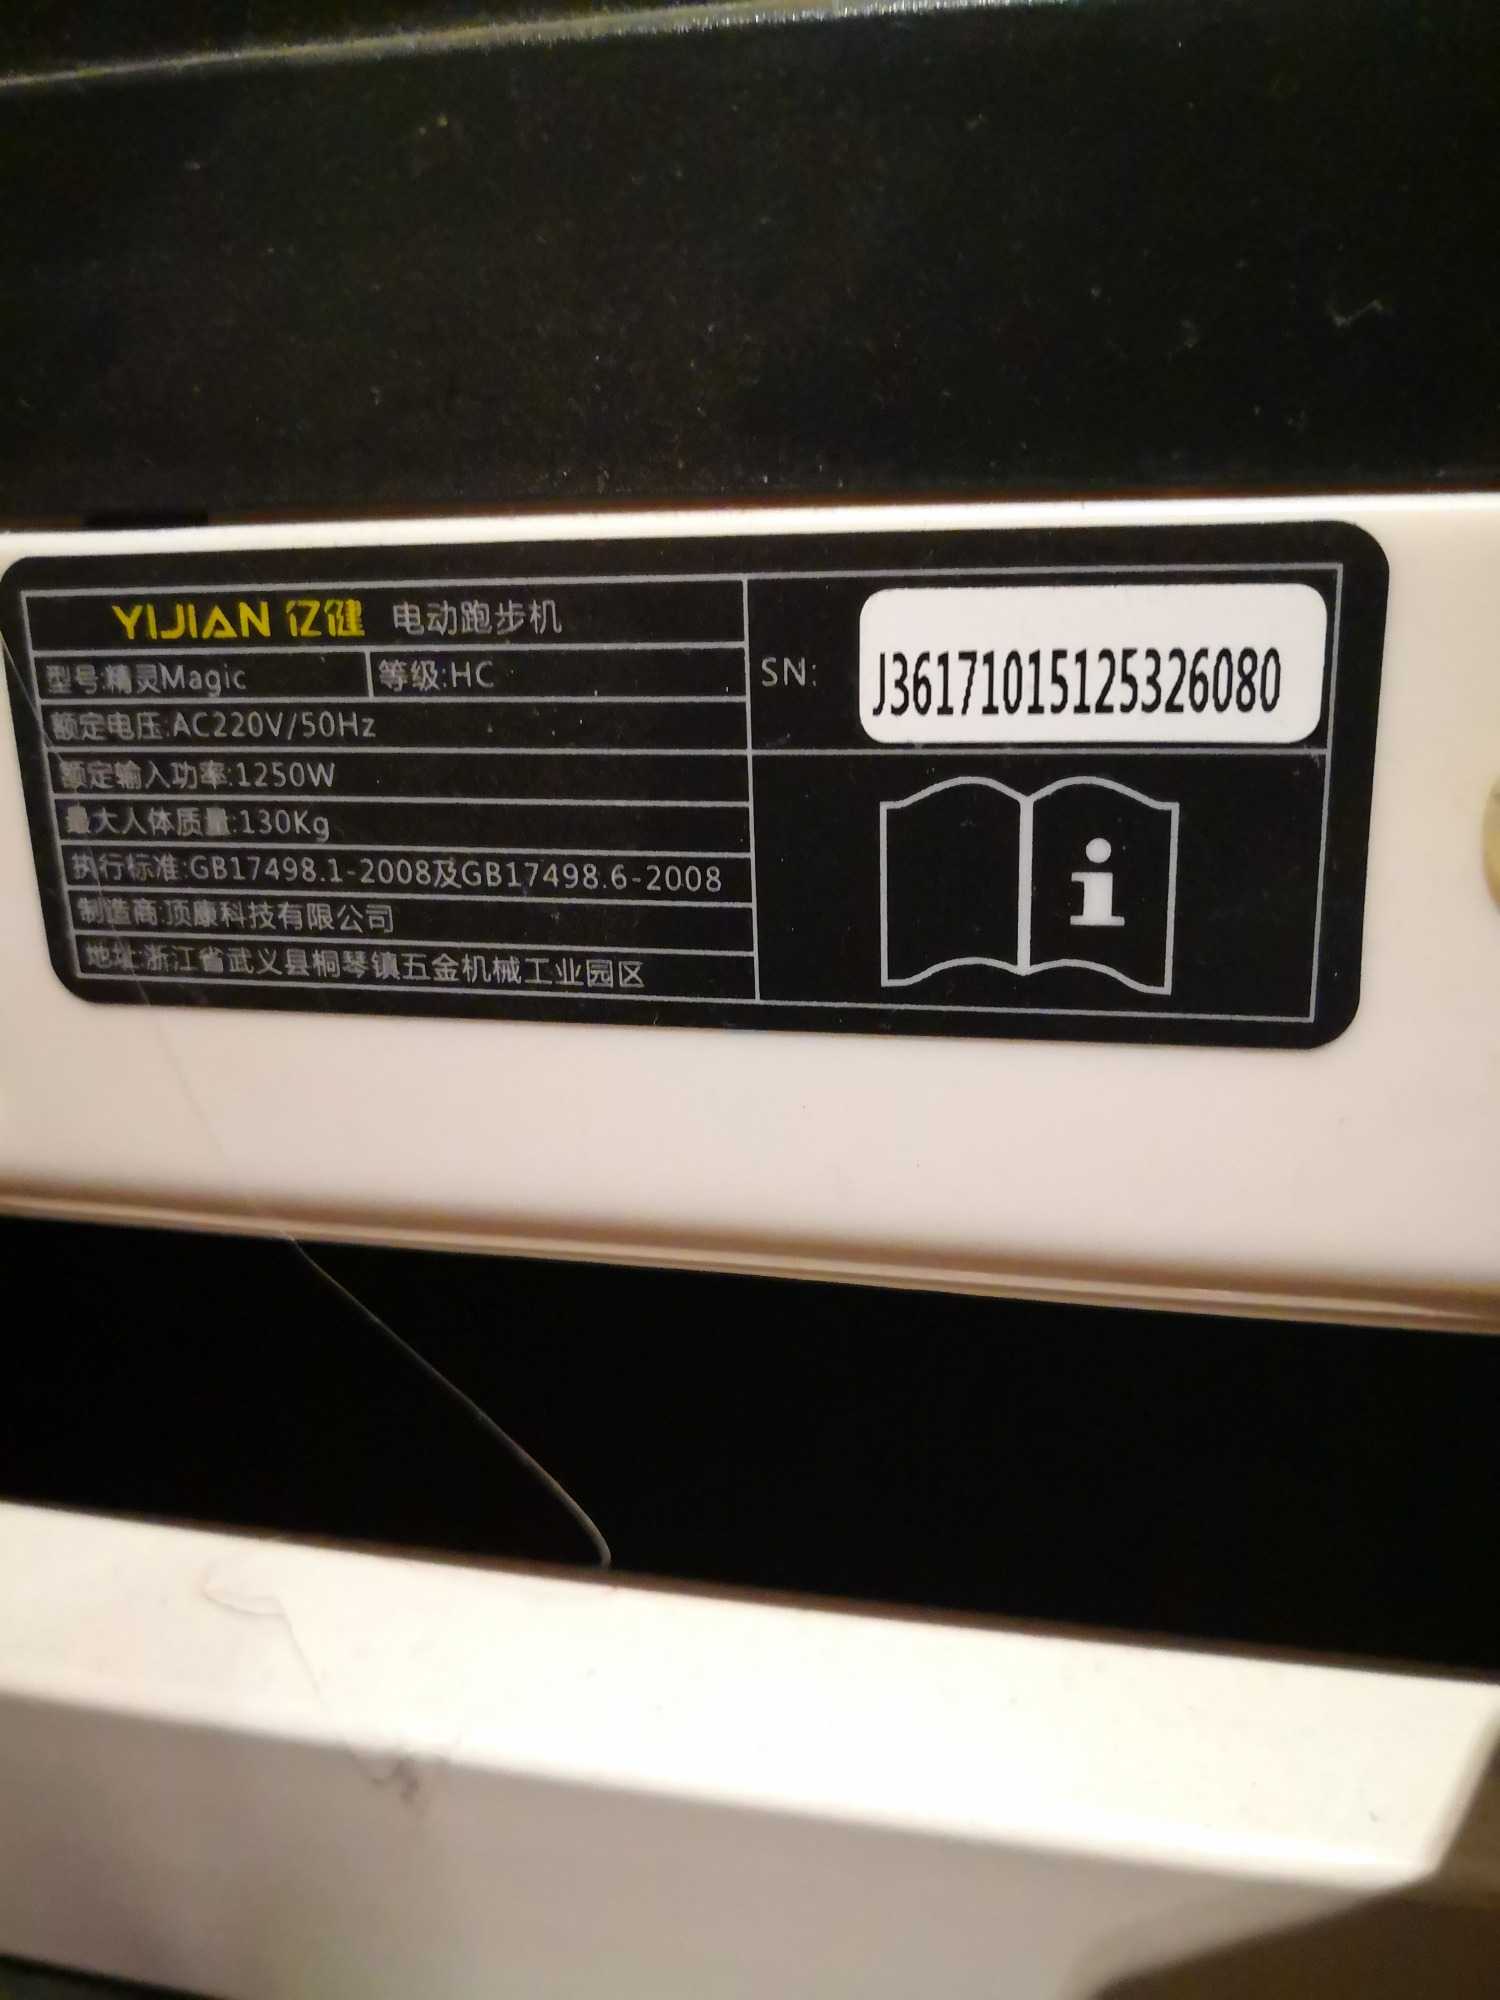 YIJIAN 亿健 电动跑步机
型号:精灵Magic 等级:HC
额定电压:AC220V/50Hz
额定输入功率:1250W
最大人体质量:130Kg
执行标准:GB17498.1-2008及GB17498.6-2008
制造商:顶康科技有限公司
地址:浙江省武义县桐琴镇五金机械工业园区
SN: J36171015125326080
i